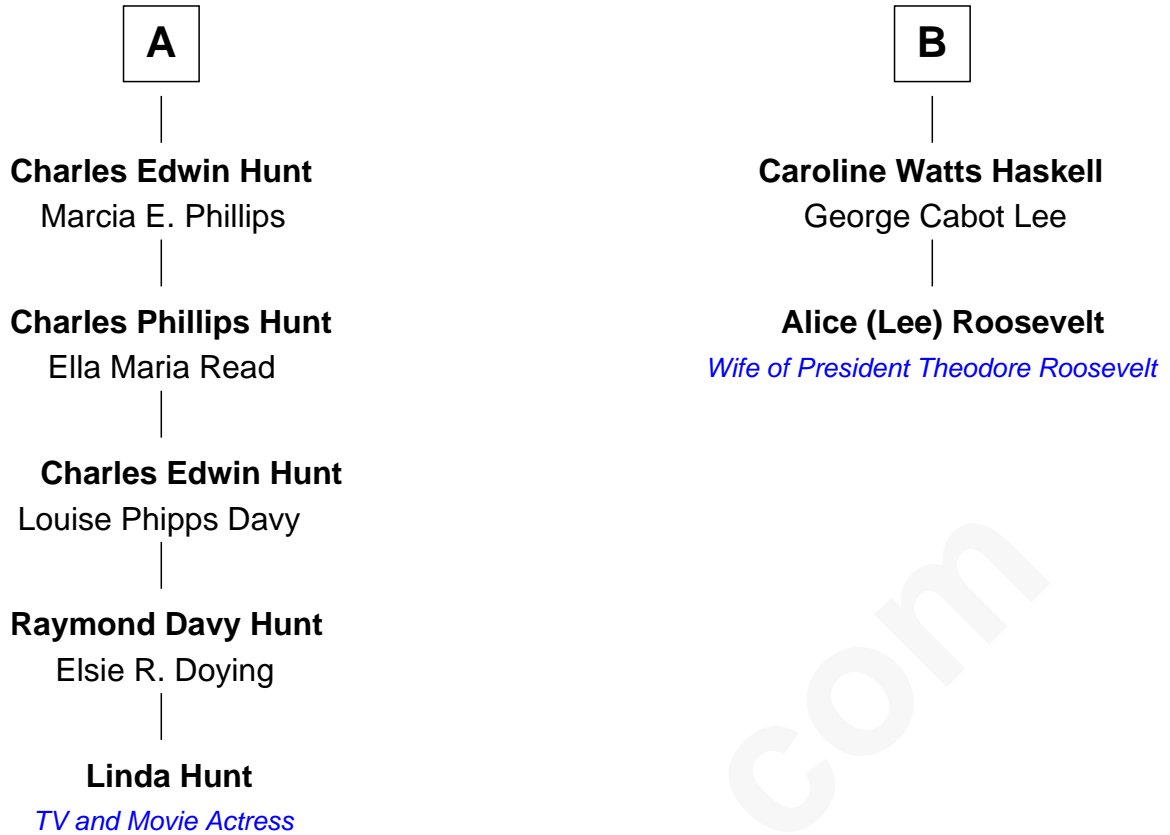 A
Charles Edwin Hunt
Marcia E. Phillips
Charles Phillips Hunt
Ella Maria Read
Charles Edwin Hunt
Louise Phipps Davy
Raymond Davy Hunt
Elsie R. Doying
Linda Hunt
TV and Movie Actress
B
Caroline Watts Haskell
George Cabot Lee
Alice (Lee) Roosevelt
Wife of President Theodore Roosevelt
com